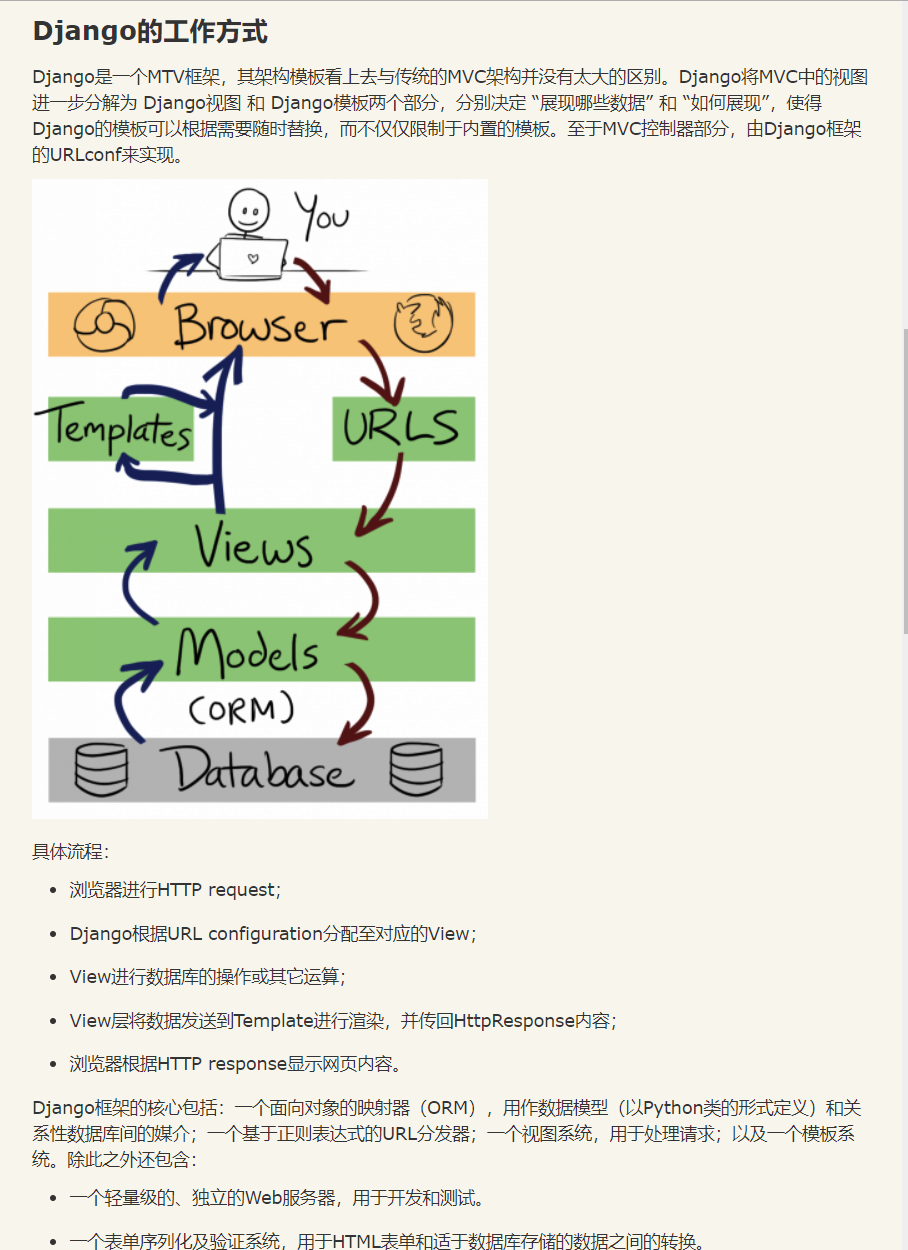 Django的工作方式
Django是一个MTV框架，其架构模板看上去与传统的MVC架构并没有太大的区别。Django将MVC中的视图
进一步分解为 Django视图 和 Django模板两个部分，分别决定 “展现哪些数据” 和 “如何展现”，使得
Django的模板可以根据需要随时替换，而不仅仅限制于内置的模板。至于MVC控制器部分，由Django框架
的URLconf来实现。
You
Browser
Templates
URLS
Views
Models
(ORM)
Database
具体流程：
浏览器进行HTTP request；
Django根据URL configuration分配至对应的View；
View进行数据库的操作或其它运算；
View层将数据发送到Template进行渲染，并传回HttpResponse内容；
浏览器根据HTTP response显示网页内容。
Django框架的核心包括：一个面向对象的映射器（ORM），用作数据模型（以Python类的形式定义）和关
系性数据库间的媒介；一个基于正则表达式的URL分发器；一个视图系统，用于处理请求；以及一个模板系
统。除此之外还包含：
一个轻量级的、独立的Web服务器，用于开发和测试。
一个表单序列化及验证系统，用于HTML表单和适于数据库存储的数据之间的转换。